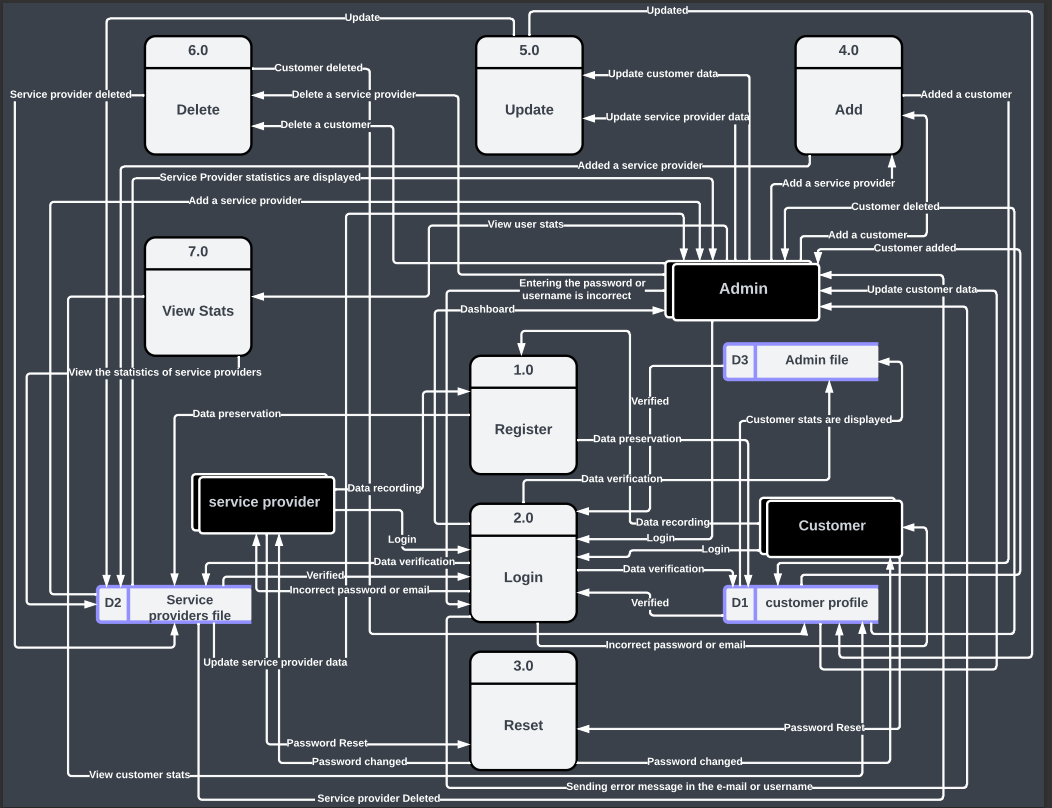 Updated
Update
6.0
5.0
4.0
Customer deleted
Update customer data
Service provider deleted
Delete a service provider
Added a customer
Delete
Update
Add
Update service provider data
Delete a customer
Added a service provider
Service Provider statistics are displayed
Add a service provider
Add a service provider
Customer deleted
View user stats
Add a customer
7.0
Customer added
Entering the password or
username is incorrect
Admin
Update customer data
View Stats
Dashboard
D3
Admin file
1.0
View the statistics of service providers
Verified
Data preservation
Customer stats are displayed
Register
Data preservation
Data verification
Data recording
service provider
2.0
Data recording
Customer
Login
Login
Login
Data verification
Data verification
Verified
Login
Incorrect password or email
D2
Service
providers file
Verified
D1
customer profile
Incorrect password or email
Update service provider data
3.0
Reset
Password Reset
Password Reset
Password changed
Password changed
View customer stats
Sending error message in the e-mail or username
Service provider Deleted